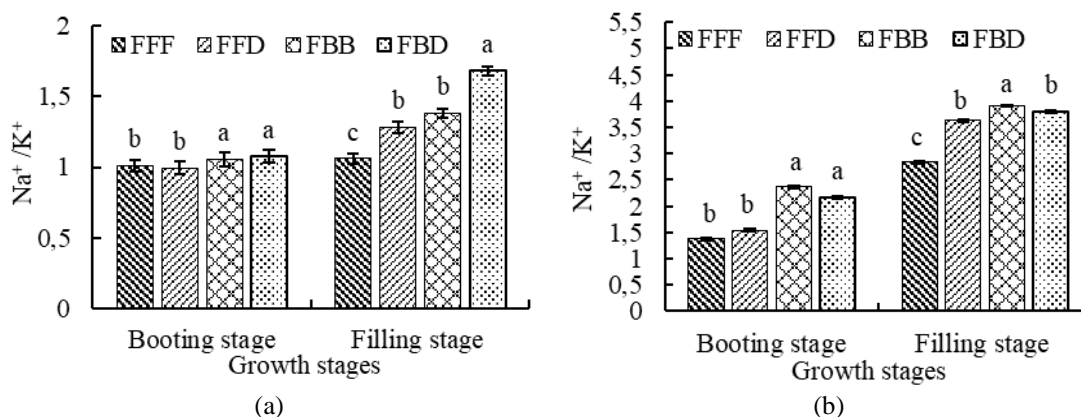 2
1,5
1
0,5
0
Na⁺ /K⁺
FFF FFD FBB FBD
b b a a c b b a
Booting stage Filling stage
Growth stages
(a)
5,5
5
4,5
4
3,5
3
2,5
2
1,5
1
0,5
0
Na⁺ /K⁺
FFF FFD FBB FBD
b b a a c b a b
Booting stage Filling stage
Growth stages
(b)